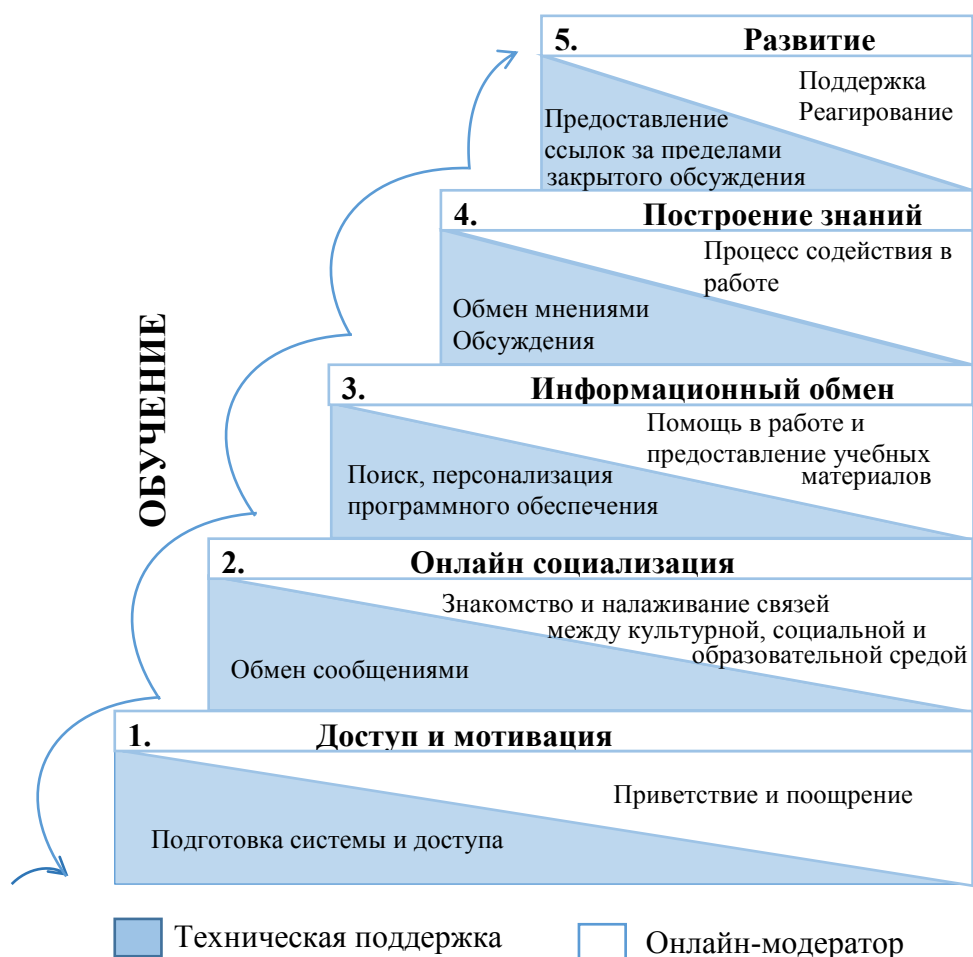 5. Развитие
Поддержка
Реагирование
Предоставление
ссылок за пределами
закрытого обсуждения
4. Построение знаний
Процесс содействия в
работе
Обмен мнениями
Обсуждения
3. Информационный обмен
Помощь в работе и
предоставление учебных
материалов
Поиск, персонализация
программного обеспечения
2. Онлайн социализация
Знакомство и налаживание связей
между культурной, социальной и
образовательной средой
Обмен сообщениями
1. Доступ и мотивация
Приветствие и поощрение
Подготовка системы и доступа
ОБУЧЕНИЕ
Техническая поддержка
Онлайн-модератор